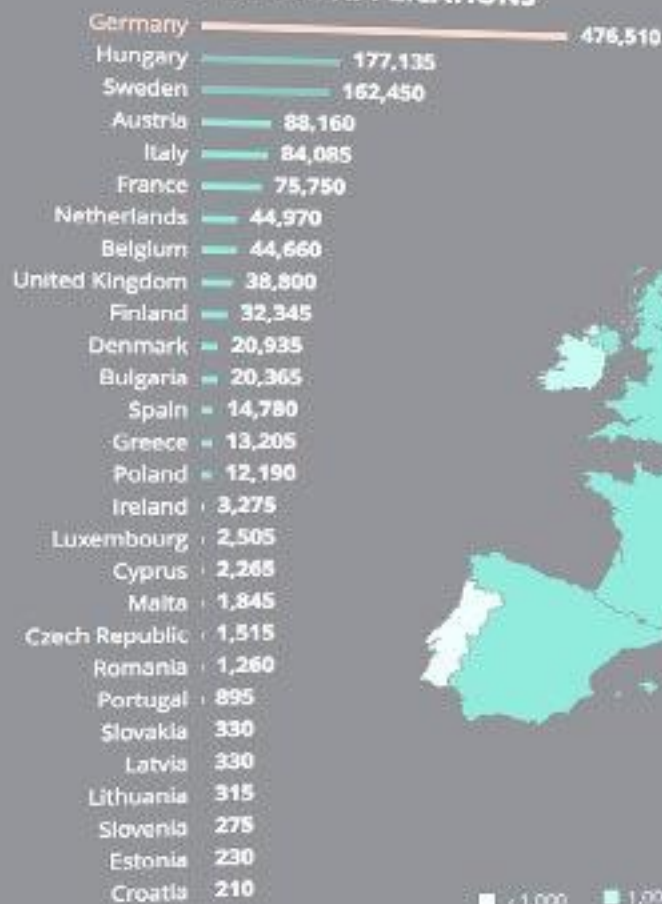 Germany 476,510
Hungary 177,135
Sweden 162,450
Austria 88,160
Italy 84,085
France 75,750
Netherlands 44,970
Belgium 44,660
United Kingdom 38,800
Finland 32,345
Denmark 20,935
Bulgaria 20,365
Spain 14,780
Greece 13,205
Poland 12,190
Ireland 3,275
Luxembourg 2,505
Cyprus 2,265
Malta 1,845
Czech Republic 1,515
Romania 1,260
Portugal 895
Slovakia 330
Latvia 330
Lithuania 315
Slovenia 275
Estonia 230
Croatia 210